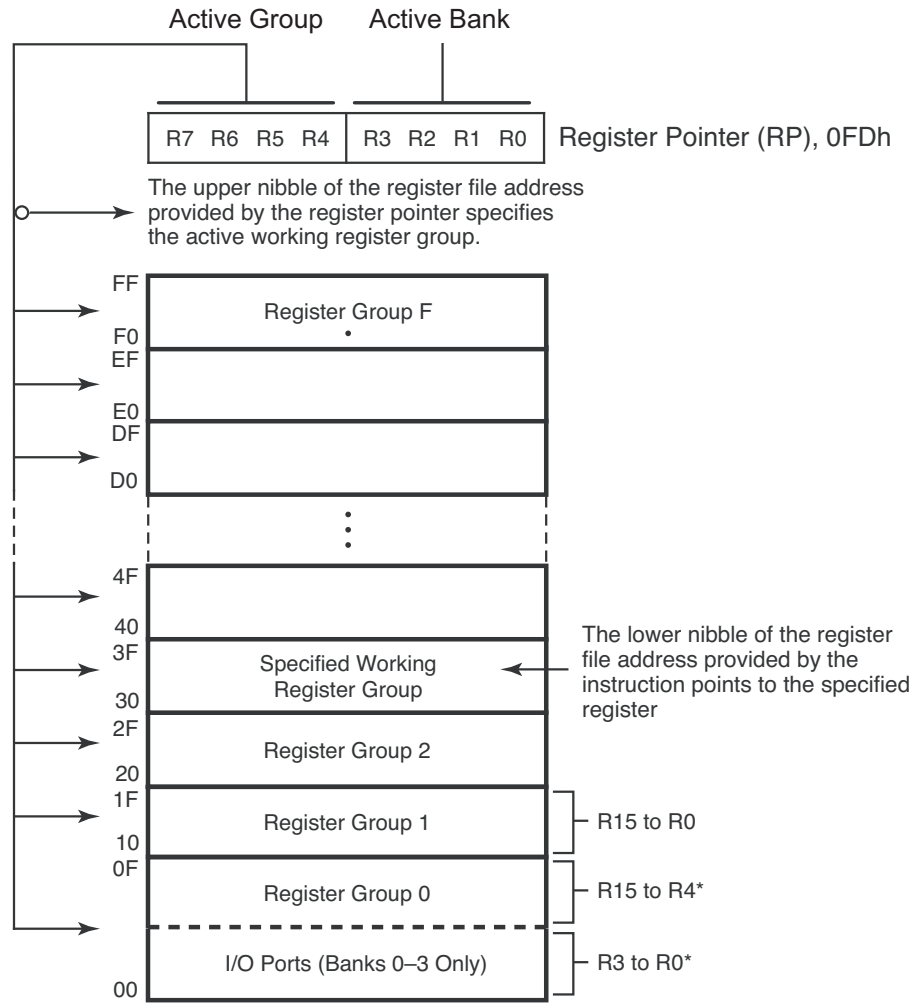 Active Group Active Bank
R7 R6 R5 R4 R3 R2 R1 R0 Register Pointer (RP), 0FDh
The upper nibble of the register file address
provided by the register pointer specifies
the active working register group.
FF
Register Group F
F0
EF
E0
DF
D0
4F
40
3F
Specified Working
Register Group
30
The lower nibble of the register
file address provided by the
instruction points to the specified
register
2F
Register Group 2
20
1F
Register Group 1
R15 to R0
10
0F
Register Group 0
R15 to R4*
I/O Ports (Banks 0–3 Only)
R3 to R0*
00